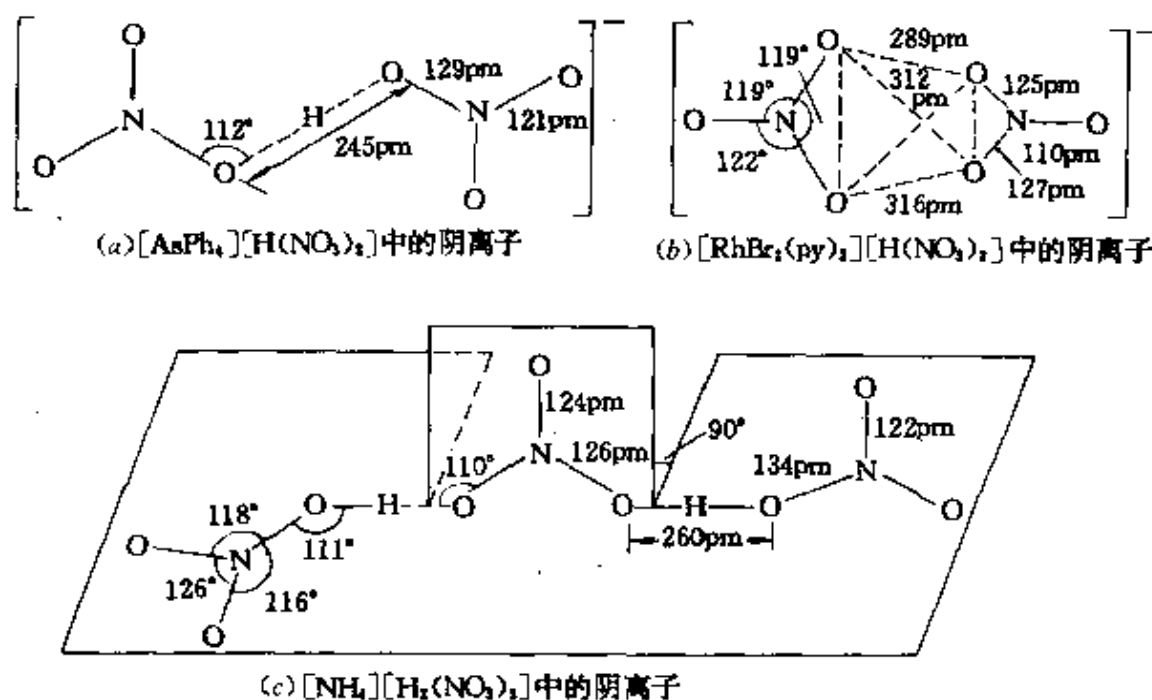 O
O 129pm O
N H N
112° 121pm
O O 245pm O
(a)[AsPh₄][H(NO₃)₂]中的阴离子
O 289pm
119° 312 pm O 125pm
119°
O N N O
122° 110pm
O 316pm O 127pm
(b)[RhBr₂(py)₂][H(NO₃)₂]中的阴离子
O O
124pm 122pm
N 126pm 90° 134pm N
110°
O H O O H O O
118° 111° 260pm
O N
126° 116°
O
(c)[NH₄][H₂(NO₃)₃]中的阴离子